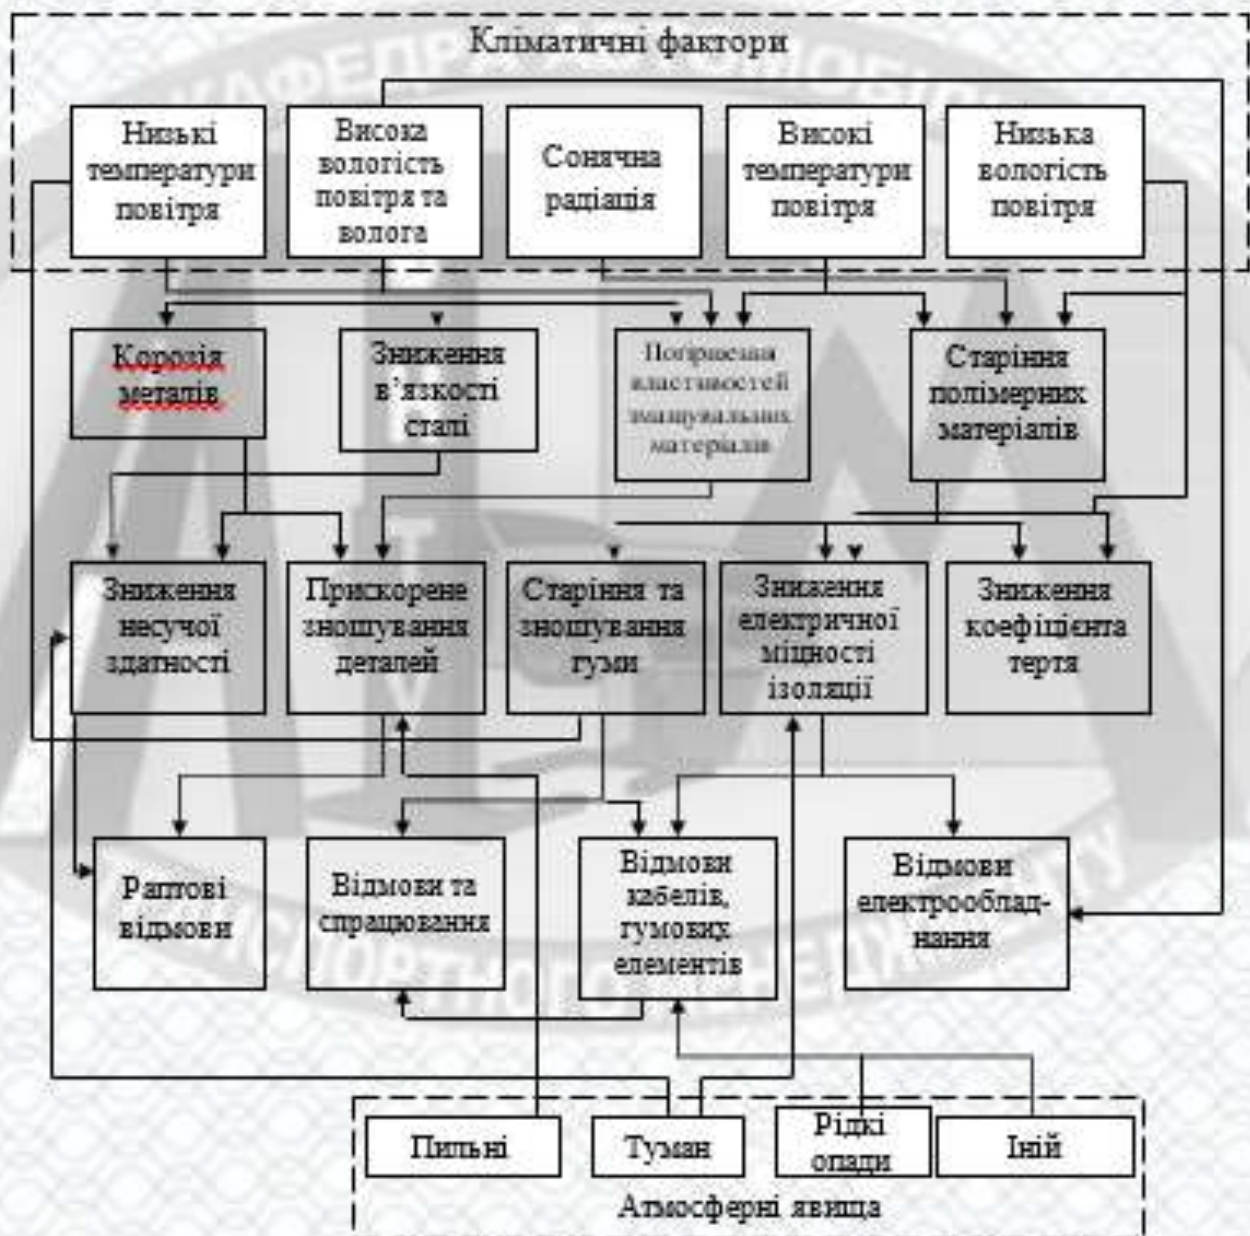 Кліматичні фактори
Низькі
температури
повітря
Висока
вологість
повітря та
волога
Сонячна
радіація
Високі
температури
повітря
Низька
вологість
повітря
Корозія
металів
Зниження
в’язкості
сталі
Погіршення
властивостей
змащувальних
матеріалів
Старіння
полімерних
матеріалів
Зниження
несучої
здатності
Прискорене
зношування
деталей
Старіння та
зношування
гуми
Зниження
електричної
міцності
ізоляції
Зниження
коефіцієнта
тертя
Раптові
відмови
Відмови та
спрацювання
Відмови
кабелів,
гумових
елементів
Відмови
електрооблад-
нання
Пильні
Туман
Рідкі
опади
Іній
Атмосферні явища